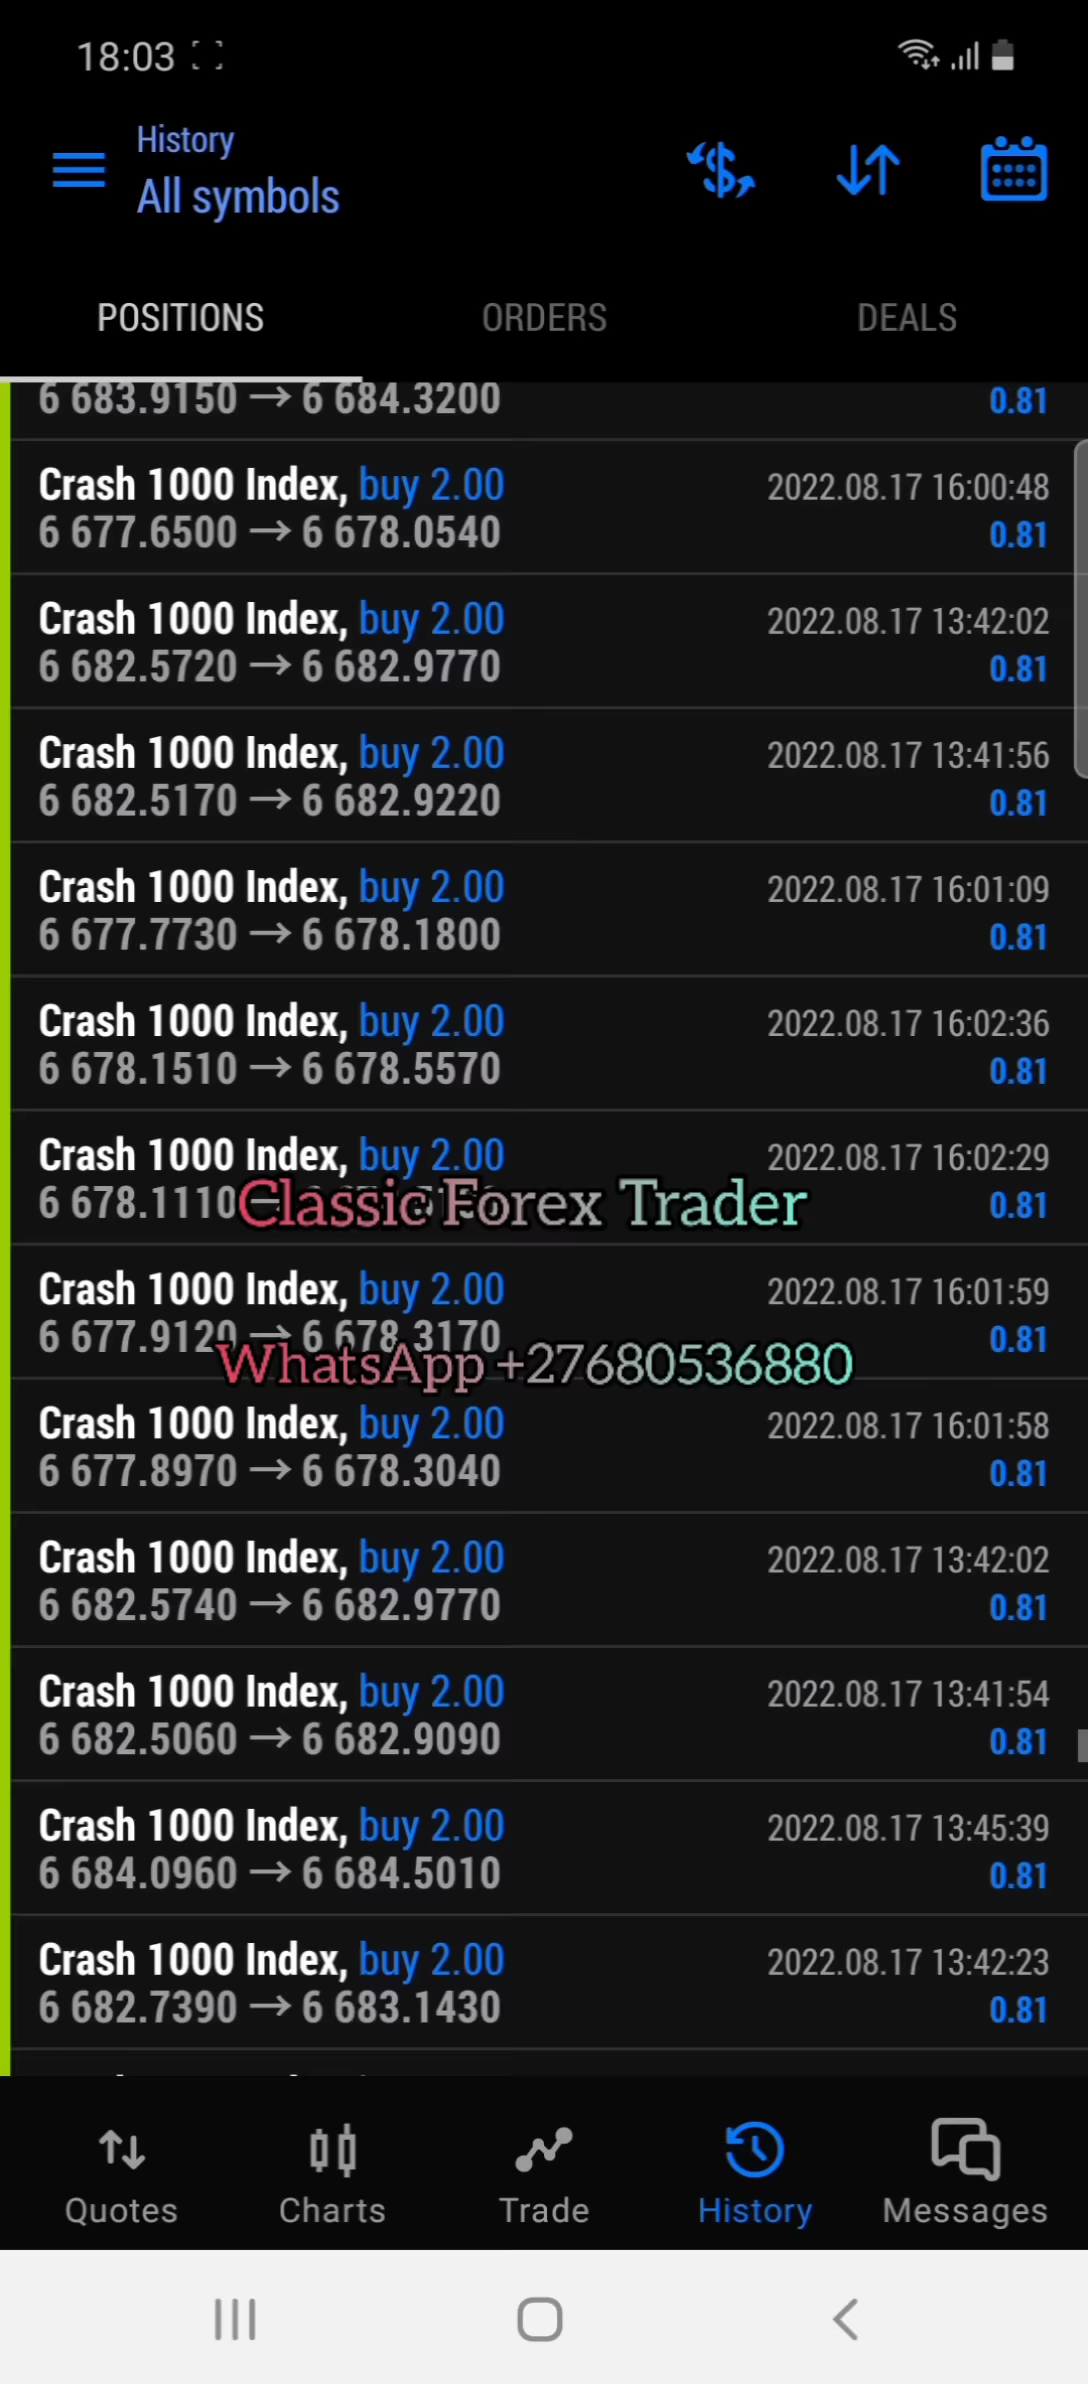 18:03
History
All symbols
POSITIONS ORDERS DEALS
6 683.9150 → 6 684.3200 0.81
Crash 1000 Index, buy 2.00 2022.08.17 16:00:48
6 677.6500 → 6 678.0540 0.81
Crash 1000 Index, buy 2.00 2022.08.17 13:42:02
6 682.5720 → 6 682.9770 0.81
Crash 1000 Index, buy 2.00 2022.08.17 13:41:56
6 682.5170 → 6 682.9220 0.81
Crash 1000 Index, buy 2.00 2022.08.17 16:01:09
6 677.7730 → 6 678.1800 0.81
Crash 1000 Index, buy 2.00 2022.08.17 16:02:36
6 678.1510 → 6 678.5570 0.81
Crash 1000 Index, buy 2.00 2022.08.17 16:02:29
6 678.1110 0.81
Classic Forex Trader
Crash 1000 Index, buy 2.00 2022.08.17 16:01:59
6 677.9120 → 6 678.3170 0.81
WhatsApp +27680536880
Crash 1000 Index, buy 2.00 2022.08.17 16:01:58
6 677.8970 → 6 678.3040 0.81
Crash 1000 Index, buy 2.00 2022.08.17 13:42:02
6 682.5740 → 6 682.9770 0.81
Crash 1000 Index, buy 2.00 2022.08.17 13:41:54
6 682.5060 → 6 682.9090 0.81
Crash 1000 Index, buy 2.00 2022.08.17 13:45:39
6 684.0960 → 6 684.5010 0.81
Crash 1000 Index, buy 2.00 2022.08.17 13:42:23
6 682.7390 → 6 683.1430 0.81
Quotes Charts Trade History Messages